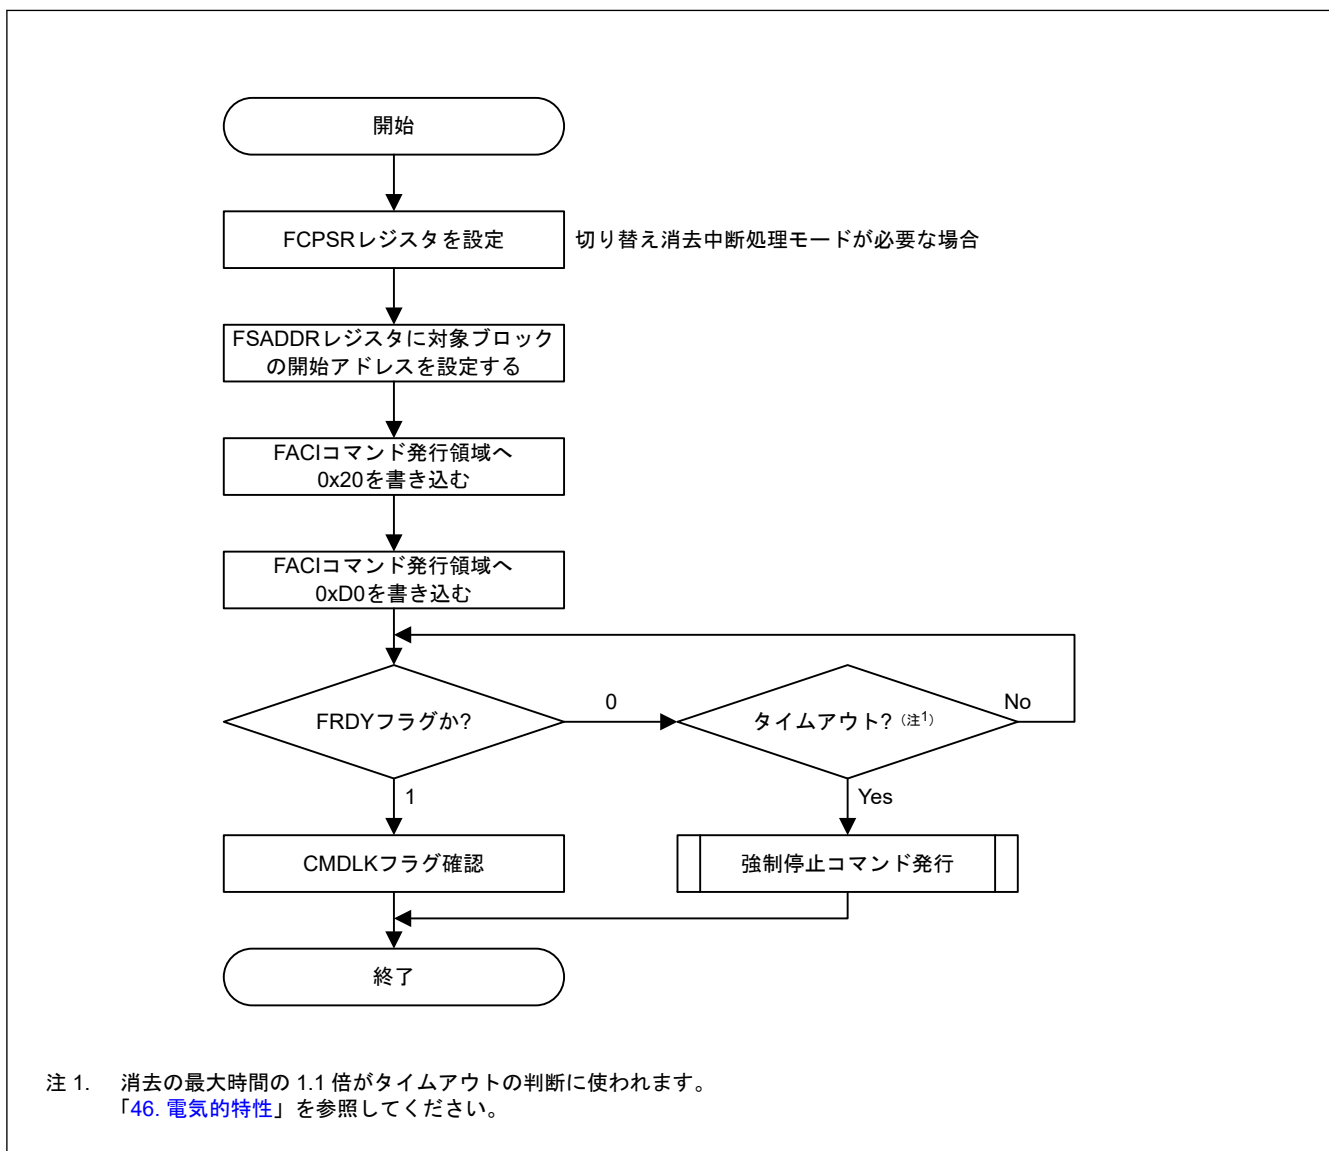 開始
FCPSRレジスタを設定
切り替え消去中断処理モードが必要な場合
FSADDRレジスタに対象ブロック
の開始アドレスを設定する
FACIコマンド発行領域へ
0x20を書き込む
FACIコマンド発行領域へ
0xD0を書き込む
FRDYフラグか?
0
タイムアウト?（注1）
No
1
Yes
CMDLKフラグ確認
強制停止コマンド発行
終了
注 1. 消去の最大時間の 1.1 倍がタイムアウトの判断に使われます。
「46. 電気的特性」を参照してください。